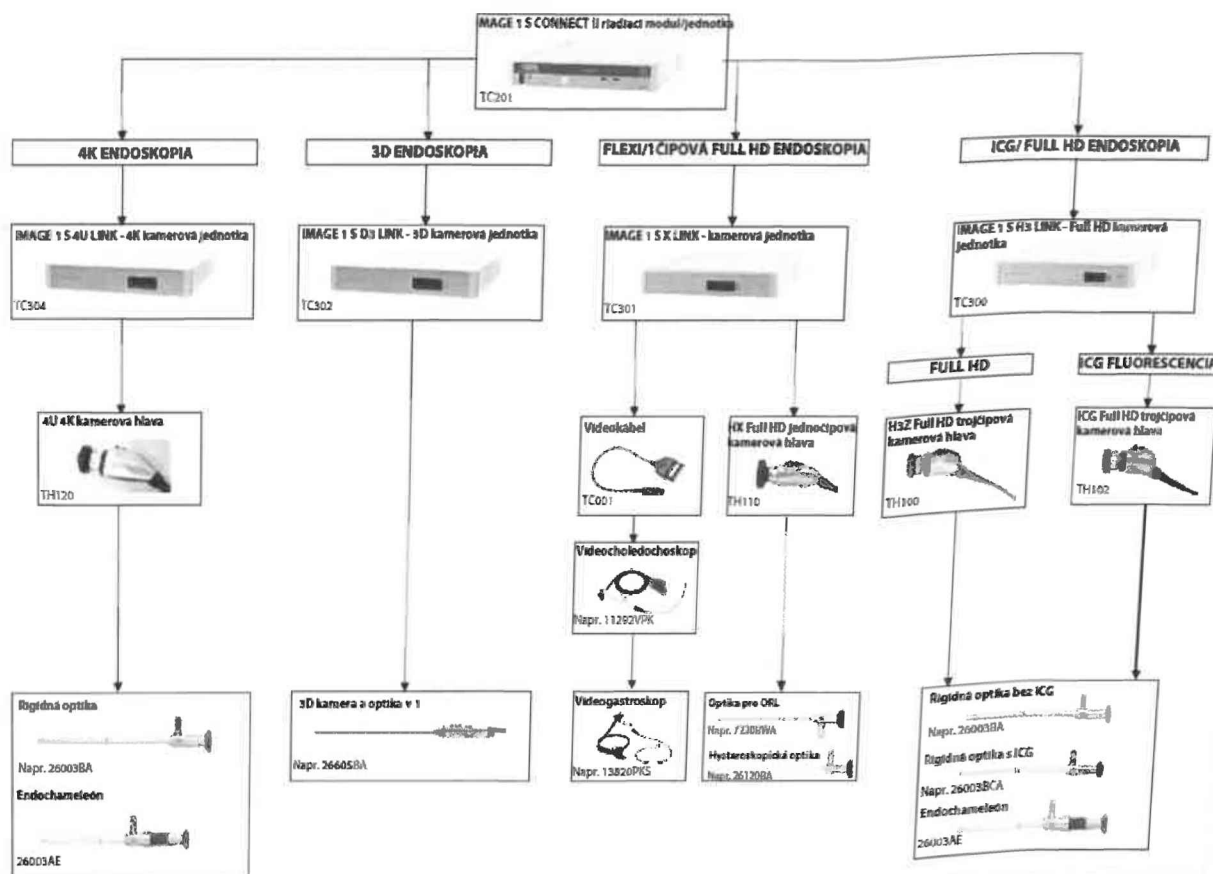 IMAGE 1 S CONNECT II riadiaci modul/jednotka
TC201
4K ENDOSKOPIA
3D ENDOSKOPIA
FLEXI/1ČIPOVÁ FULL HD ENDOSKOPIA
ICG/ FULL HD ENDOSKOPIA
IMAGE 1 S 4U LINK - 4K kamerová jednotka
TC304
IMAGE 1 S D3 LINK - 3D kamerová jednotka
TC302
IMAGE 1 S X LINK - kamerová jednotka
TC301
IMAGE 1 S H3 LINK - Full HD kamerová
jednotka
TC300
FULL HD
ICG FLUORESCENCIA
4U 4K kamerová hlava
TH120
Videokábel
TC001
HX Full HD jednočipová
kamerová hlava
TH110
H3Z Full HD trojčipová
kamerová hlava
TH100
ICG Full HD trojčipová
kamerová hlava
TH102
Videocholedochoskop
Napr. 11292VPK
Rigidná optika
Napr. 26003BA
Endochameleón
26003AE
3D kamera a optika v 1
Napr. 26605BA
Videogastroskop
Napr. 13820PKS
Optika pre ORL
Napr. 7230BWA
Hysteroskopická optika
Napr. 26120BA
Rigidná optika bez ICG
Napr. 26003BA
Rigidná optika s ICG
Napr. 26003BCA
Endochameleón
26003AE